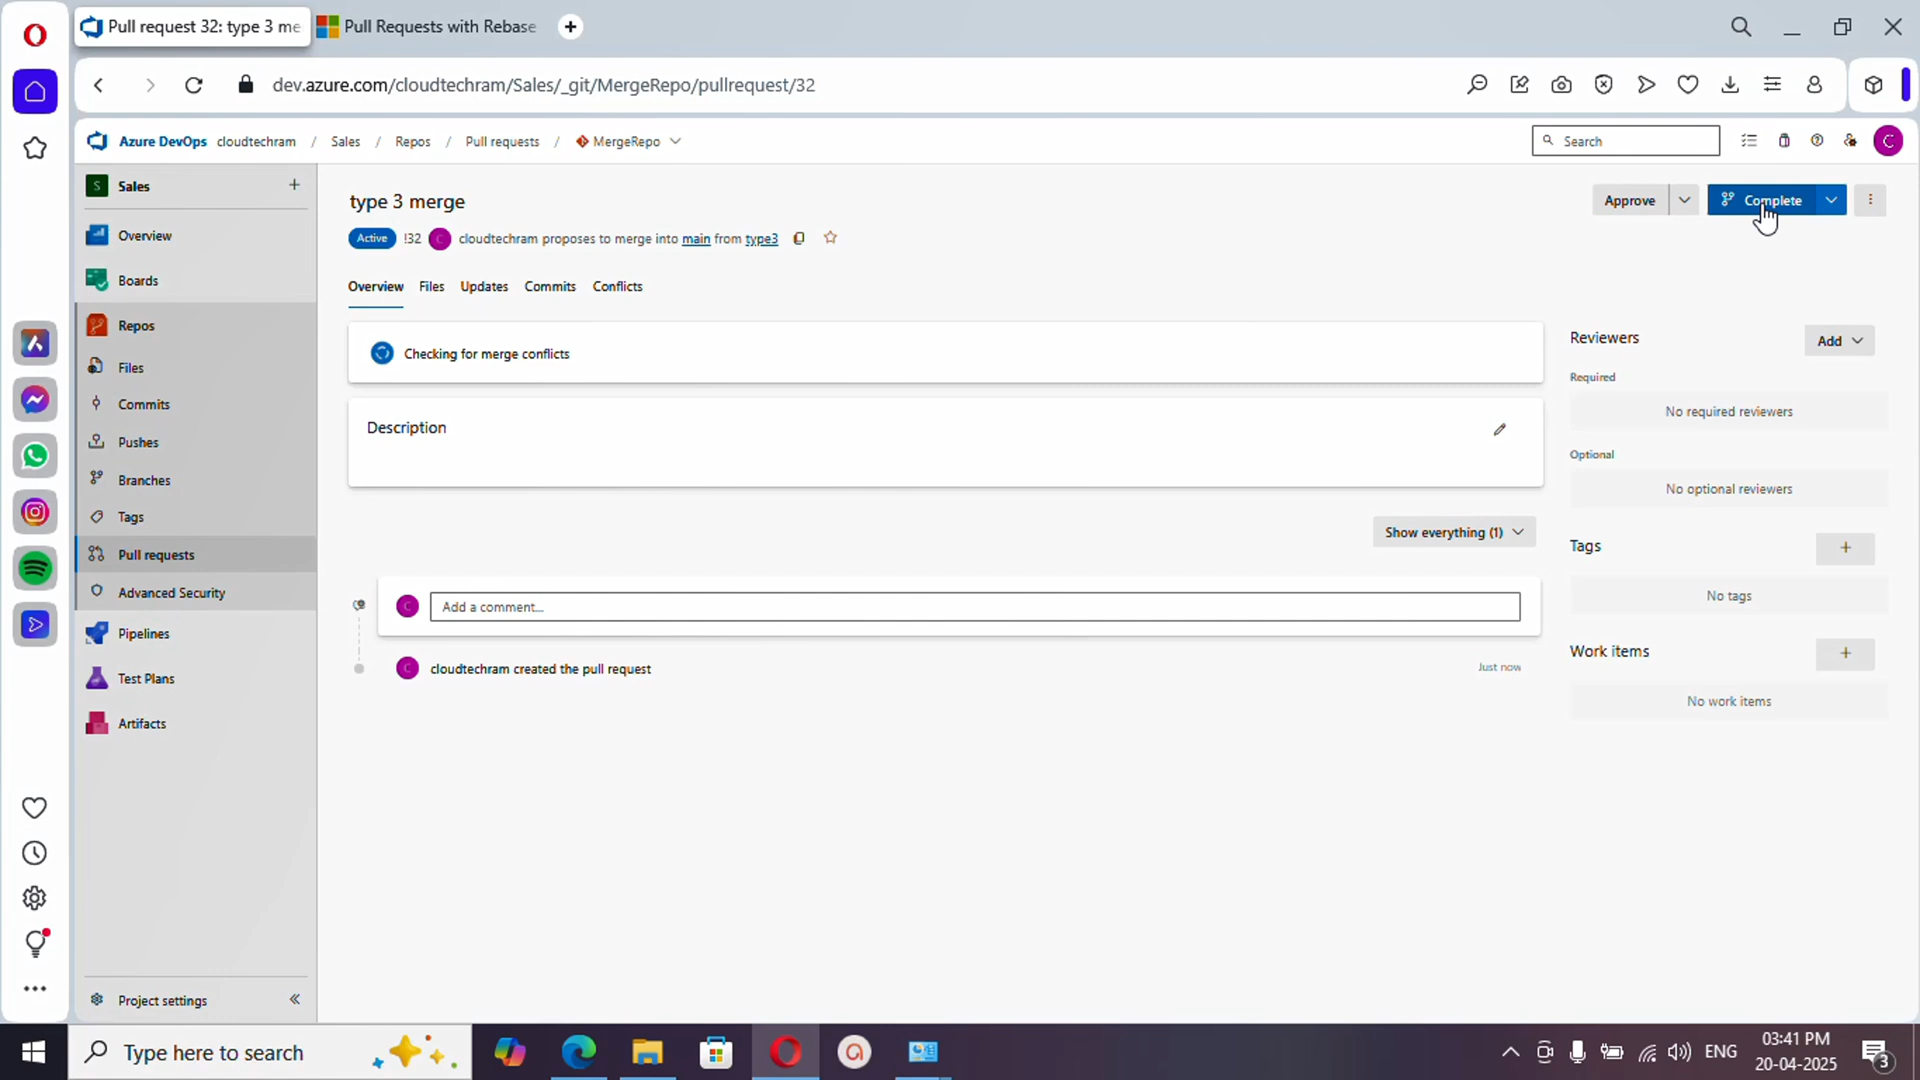 Pull request 32: type 3 me
Pull Requests with Rebase
dev.azure.com/cloudtechram/Sales/_git/MergeRepo/pullrequest/32
Azure DevOps cloudtechram / Sales / Repos / Pull requests / MergeRepo
Search
C
S Sales
Overview
Boards
Repos
Files
Commits
Pushes
Branches
Tags
Pull requests
Advanced Security
Pipelines
Test Plans
Artifacts
Project settings
type 3 merge
Approve
Complete
Active !32 C cloudtechram proposes to merge into main from type3
Overview Files Updates Commits Conflicts
Checking for merge conflicts
Description
Show everything (1)
C Add a comment...
C cloudtechram created the pull request Just now
Reviewers Add
Required
No required reviewers
Optional
No optional reviewers
Tags
No tags
Work items
No work items
Type here to search
ENG
03:41 PM
20-04-2025
3